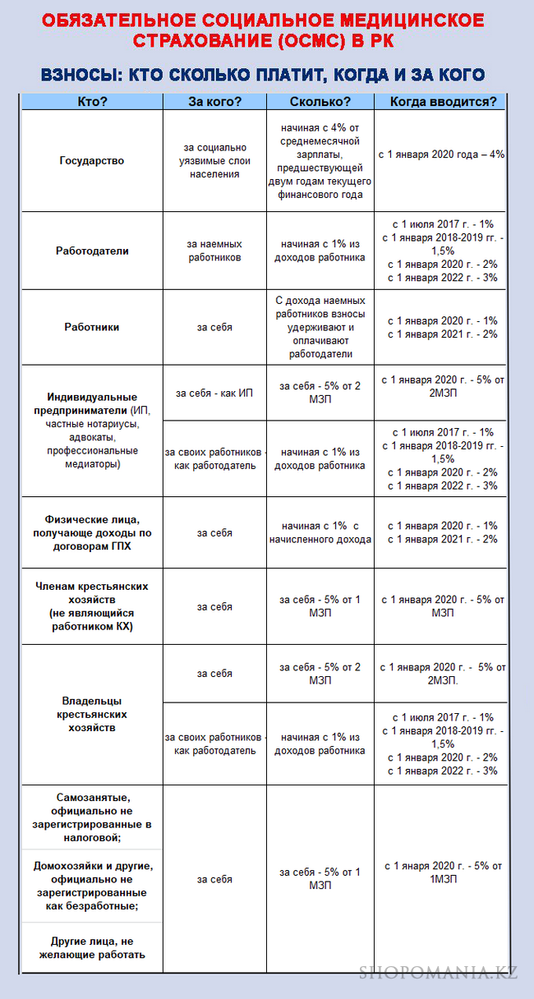 ОБЯЗАТЕЛЬНОЕ СОЦИАЛЬНОЕ МЕДИЦИНСКОЕ
СТРАХОВАНИЕ (ОСМС) В РК
ВЗНОСЫ: КТО СКОЛЬКО ПЛАТИТ, КОГДА И ЗА КОГО
Кто?
За кого?
Сколько?
Когда вводится?
Государство
за социально
уязвимые слои
населения
начиная с 4% от
среднемесячной
зарплаты,
предшествующей
двум годам текущего
финансового года
с 1 января 2020 года – 4%
Работодатели
за наемных
работников
начиная с 1% из
доходов работника
с 1 июля 2017 г. - 1%
с 1 января 2018-2019 гг. -
1,5%
с 1 января 2020 г. - 2%
с 1 января 2022 г. - 3%
Работники
за себя
С дохода наемных
работников взносы
удерживают и
оплачивают
работодатели
с 1 января 2020 г. - 1%
с 1 января 2021 г. - 2%
Индивидуальные
предприниматели (ИП,
частные нотариусы,
адвокаты,
профессиональные
медиаторы)
за себя - как ИП
за себя - 5% от 2
МЗП
с 1 января 2020 г. - 5% от
2МЗП
за своих работников -
как работодатель
начиная с 1% из
доходов работника
с 1 июля 2017 г. - 1%
с 1 января 2018-2019 гг. -
1,5%
с 1 января 2020 г. - 2%
с 1 января 2022 г. - 3%
Физические лица,
получающе доходы по
договорам ГПХ
за себя
начиная с 1% с
начисленного дохода
с 1 января 2020 г. - 1%
с 1 января 2021 г. - 2%
Членам крестьянских
хозяйств
(не являющийся
работником КХ)
за себя
за себя - 5% от 1
МЗП
с 1 января 2020 г. - 5% от
МЗП
Владельцы
крестьянских
хозяйств
за себя
за себя - 5% от 2
МЗП
с 1 января 2020 г. - 5% от
2МЗП.
за своих работников -
как работодатель
начиная с 1% из
доходов работника
с 1 июля 2017 г. - 1%
с 1 января 2018-2019 гг. -
1,5%
с 1 января 2020 г. - 2%
с 1 января 2022 г. - 3%
Самозанятые,
официально не
зарегистрированные в
налоговой;
Домохозяйки и другие,
официально не
зарегистрированные
как безработные;
Другие лица, не
желающие работать
за себя
за себя - 5% от 1
МЗП
с 1 янаря 2020 г. - 5% от
1МЗП
SHOPOMANIA.KZ